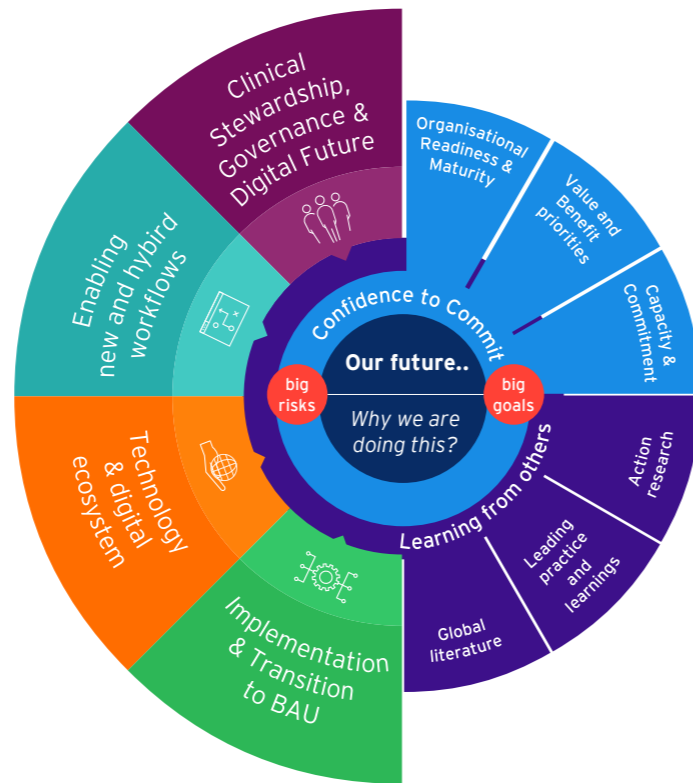 Clinical
Stewardship,
Governance &
Digital Future
Enabling
new and hybird
workflows
Technology
& digital
ecosystem
Implementation
& Transition
to BAU
Organisational
Readiness &
Maturity
Value and
Benefit
priorities
Capacity &
Commitment
Confidence to Commit
big
risks
Our future..
Why we are
doing this?
big
goals
Learning from others
Action
research
Leading
practice
and
learnings
Global
literature